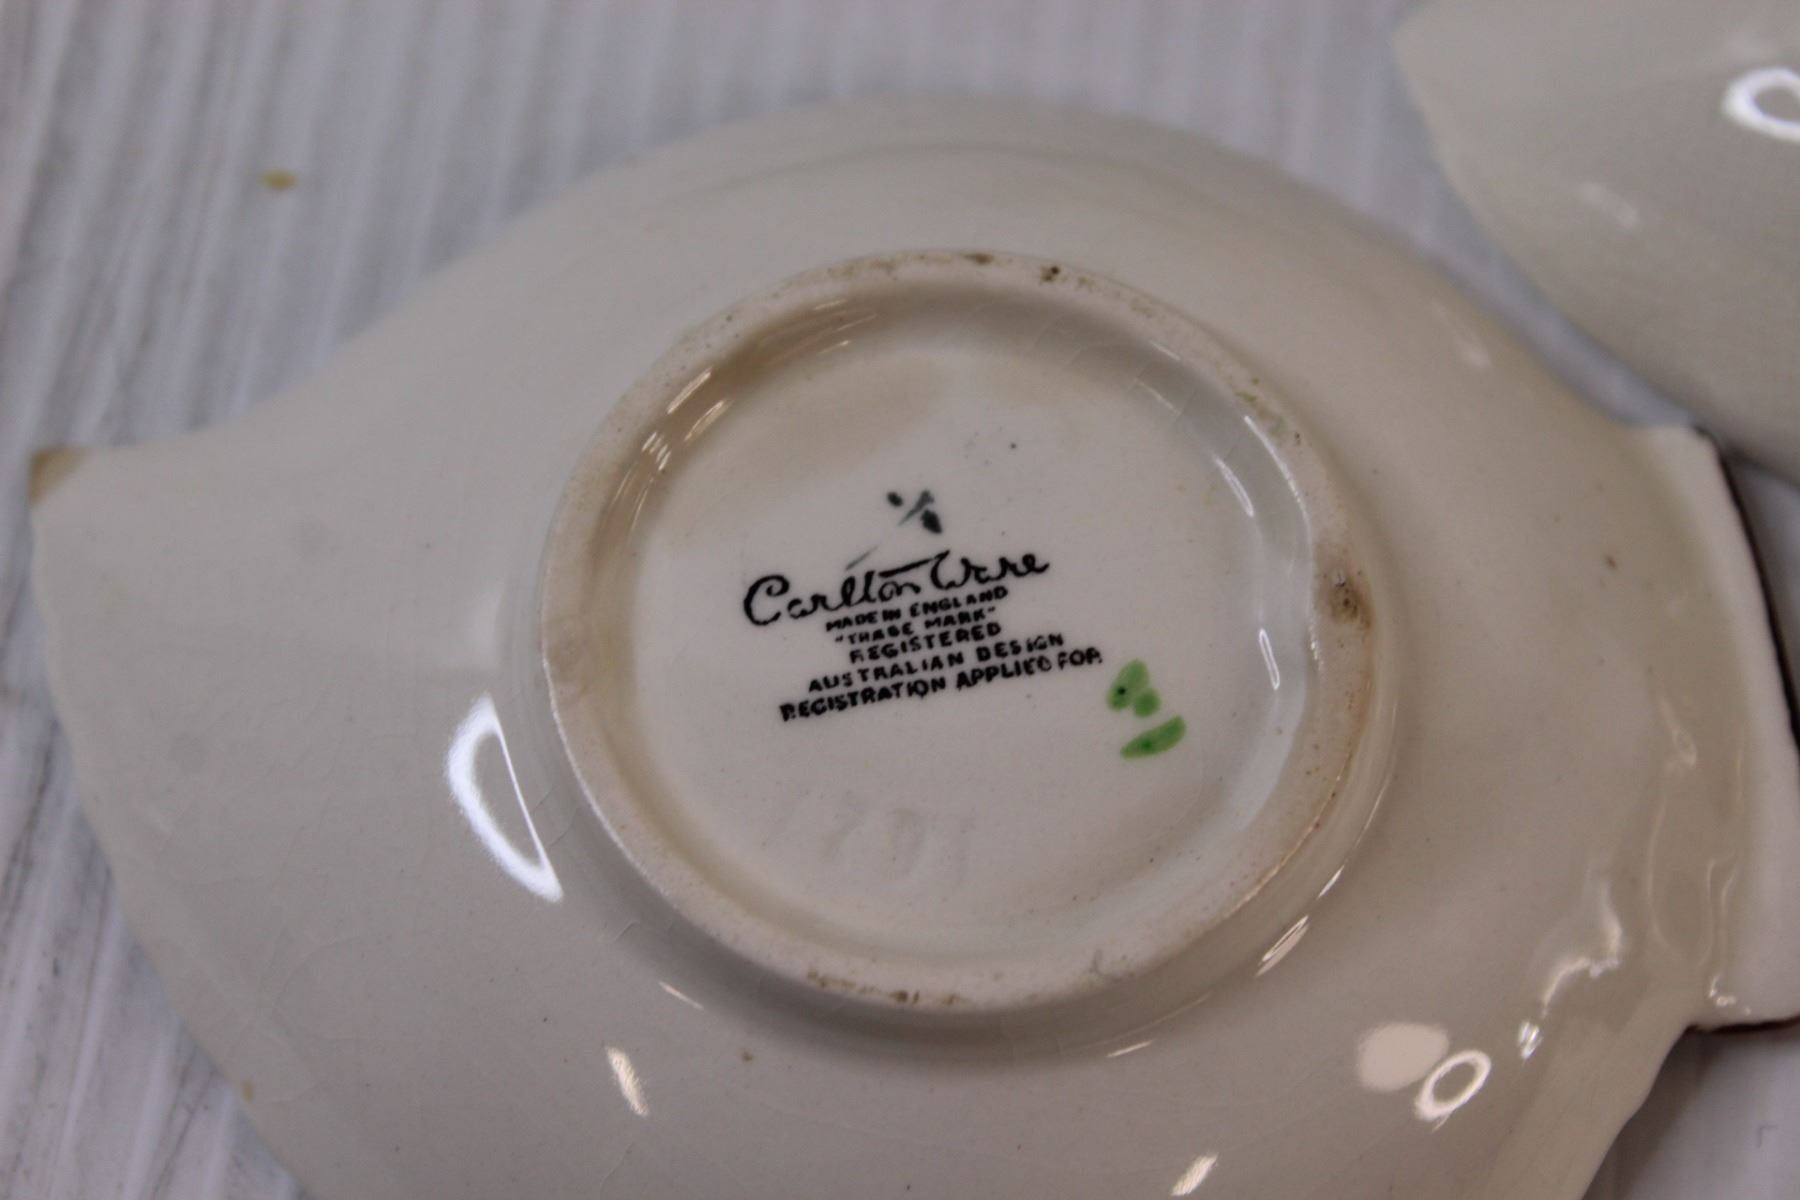 Carlton Ware
MADE IN ENGLAND
"TRADE MARK"
REGISTERED
AUSTRALIAN DESIGN
REGISTRATION APPLIED FOR